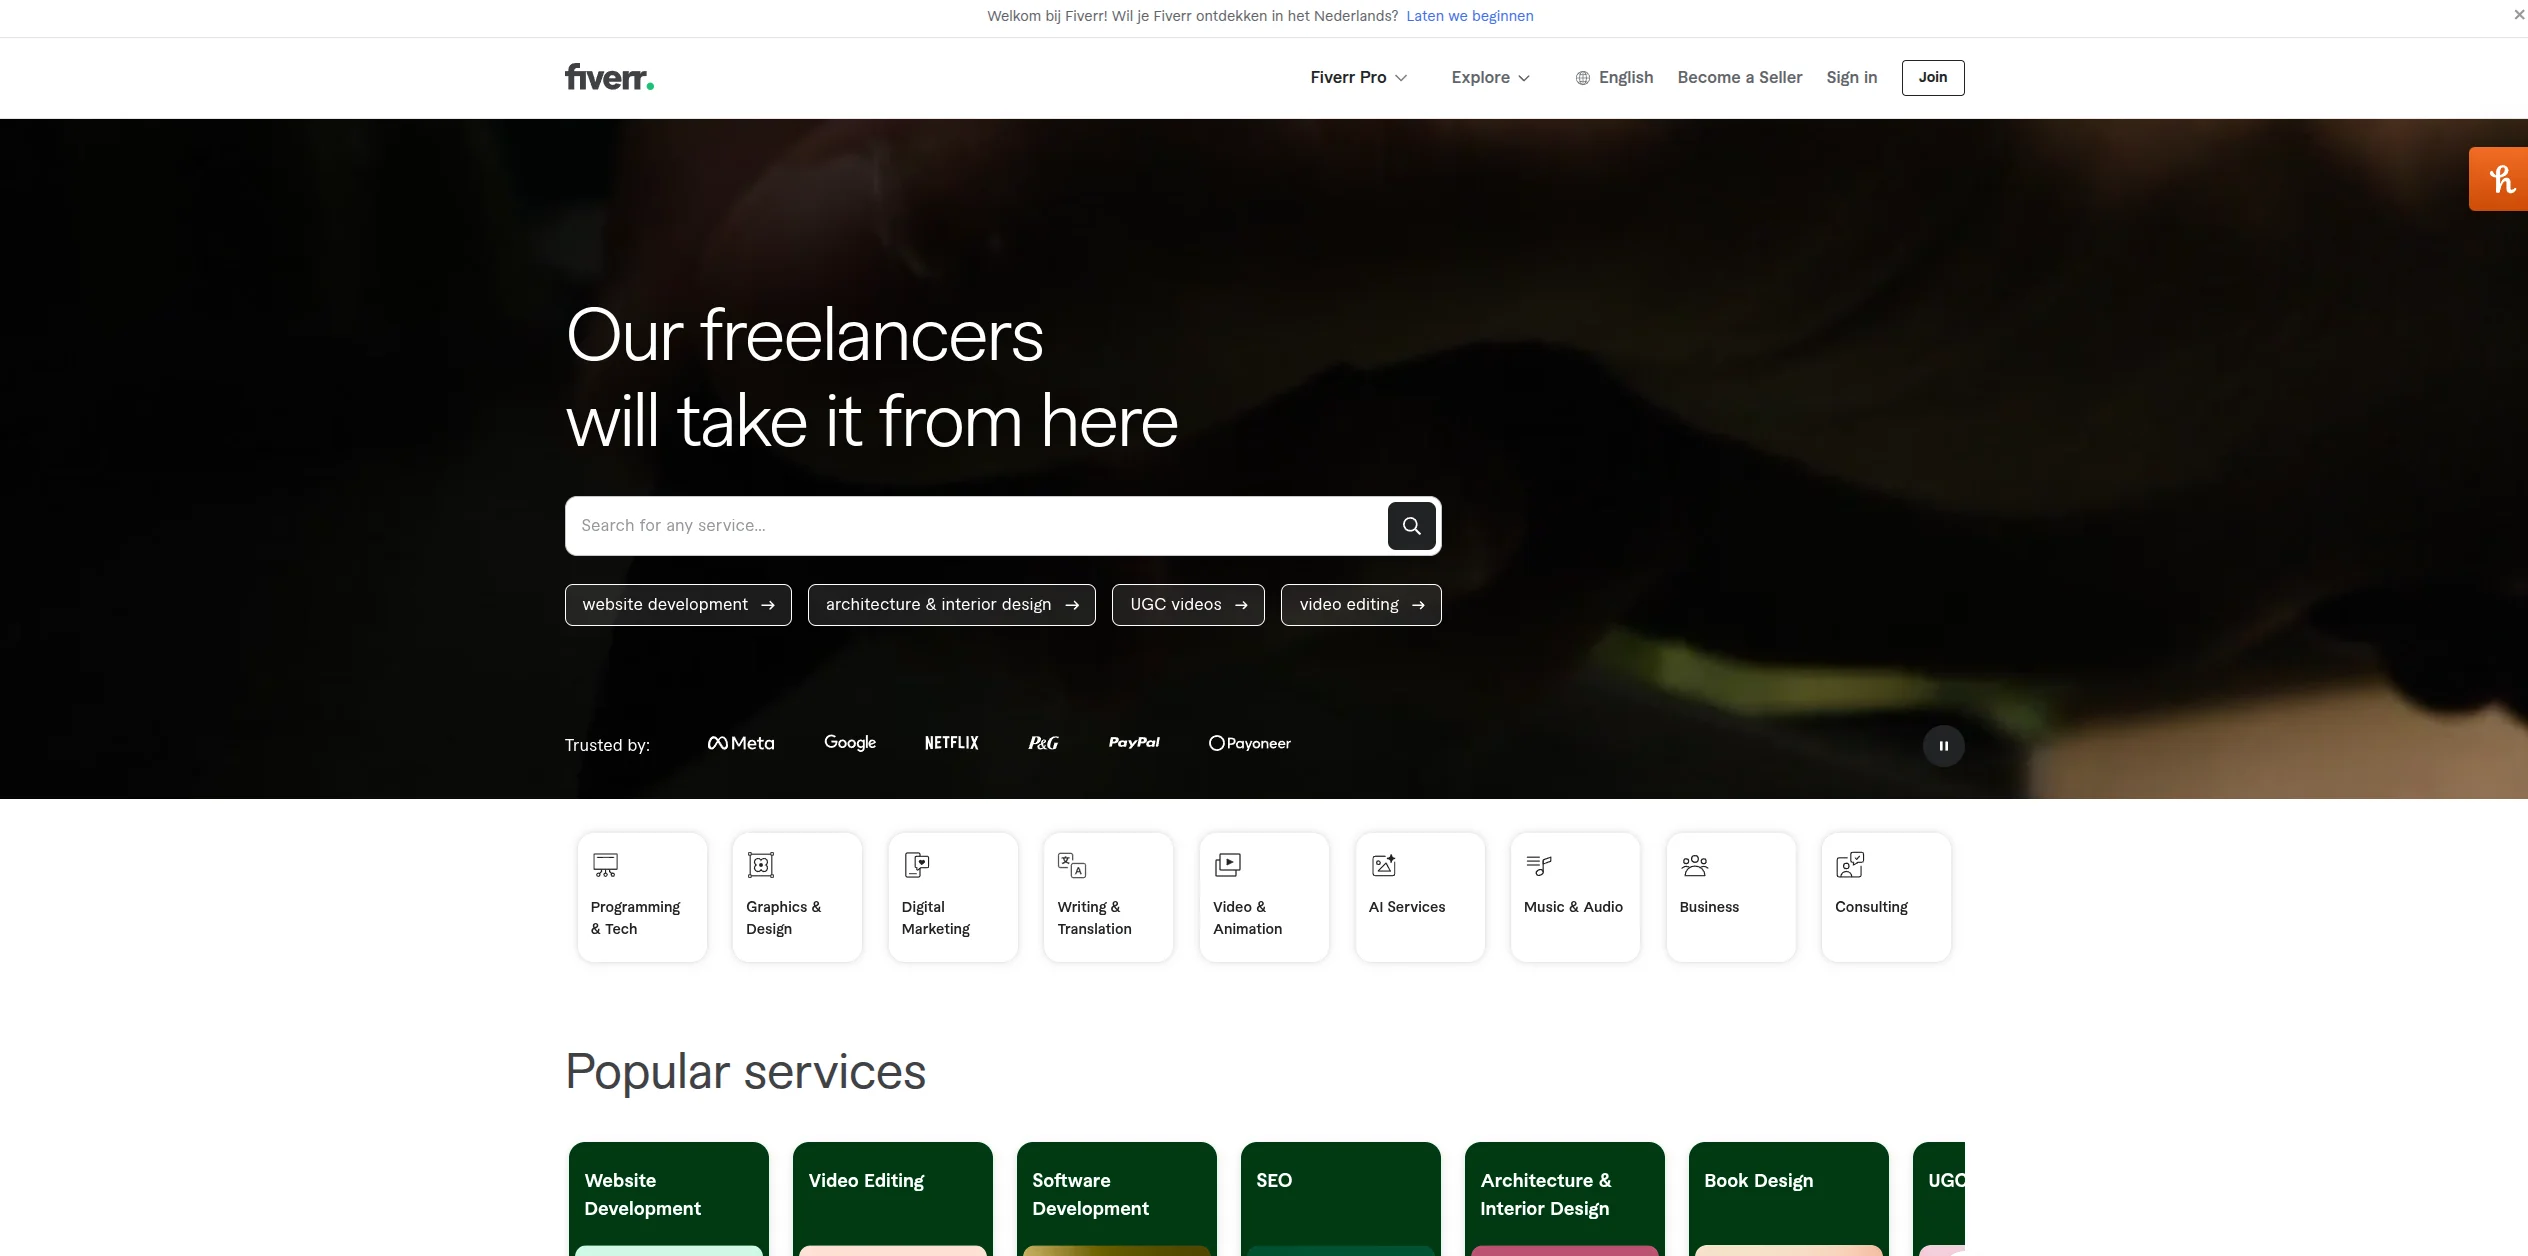 Welkom bij Fiverr! Wil je Fiverr ontdekken in het Nederlands? Laten we beginnen
fiverr.
Fiverr Pro
Explore
English
Become a Seller
Sign in
Join
Our freelancers
will take it from here
Search for any service...
website development →
architecture & interior design →
UGC videos →
video editing →
Trusted by:
Meta
Google
NETFLIX
P&G
PayPal
Payoneer
Programming
& Tech
Graphics &
Design
Digital
Marketing
Writing &
Translation
Video &
Animation
AI Services
Music & Audio
Business
Consulting
Popular services
Website
Development
Video Editing
Software
Development
SEO
Architecture &
Interior Design
Book Design
UGC